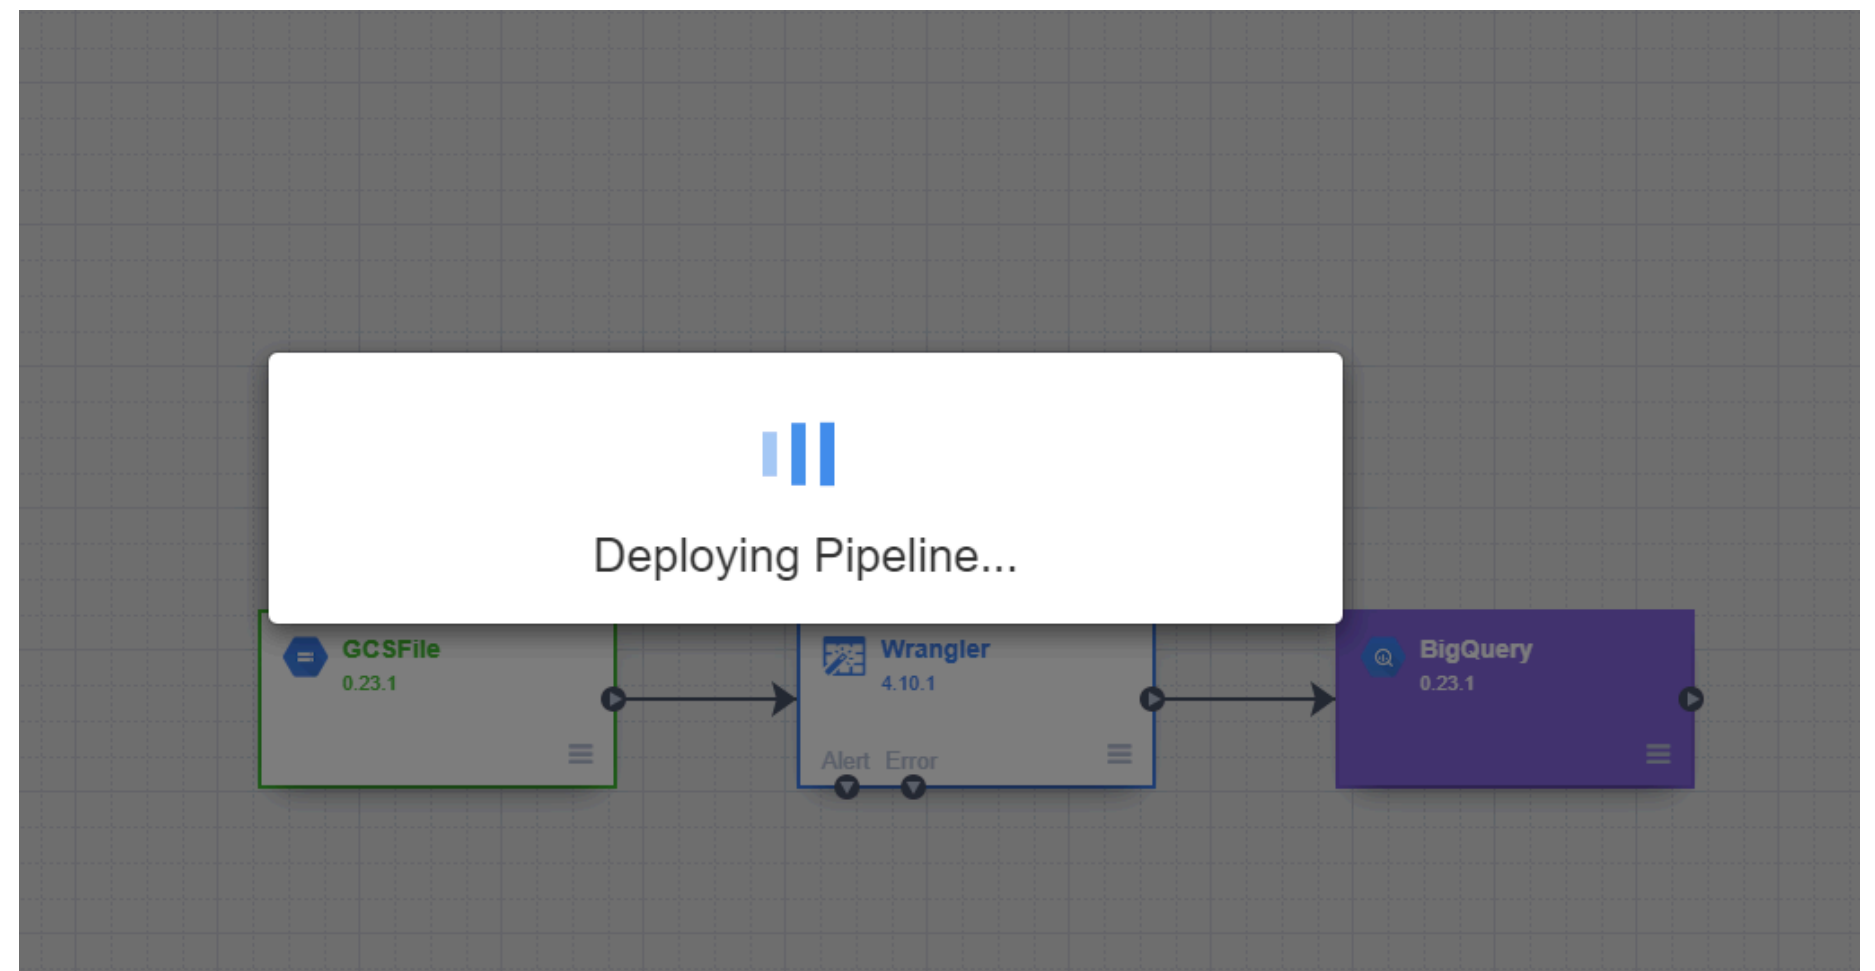 Deploying Pipeline...
GCSFile
0.23.1
Wrangler
4.10.1
Alert Error
BigQuery
0.23.1